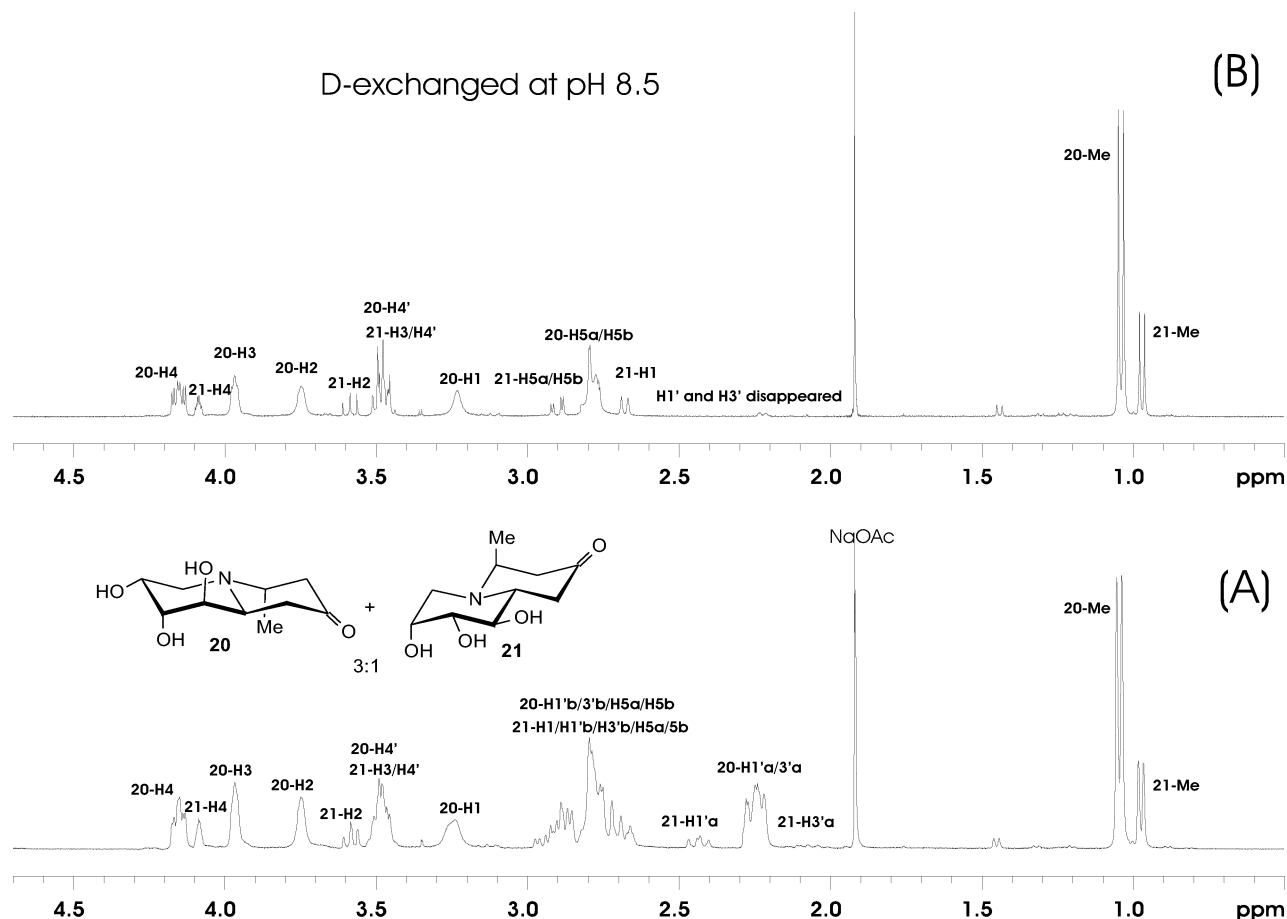 (B)
D-exchanged at pH 8.5
20-Me
20-H4'
21-H3/H4'
20-H5a/H5b
21-Me
20-H3
20-H4
20-H2
21-H4
21-H2
20-H1
21-H5a/H5b
21-H1
H1' and H3' disappeared
4.5 4.0 3.5 3.0 2.5 2.0 1.5 1.0 ppm
NaOAc
(A)
Me
O
HO
N
HO
+
N
OH
OH
Me
O
20
OH
OH
21
3:1
20-Me
20-H1'b/3'b/H5a/H5b
21-H1/H1'b/H3'b/H5a/5b
20-H4'
21-H3/H4'
20-H3
20-H1'a/3'a
20-H4
20-H2
21-Me
21-H4
20-H1
21-H2
21-H1'a
21-H3'a
4.5 4.0 3.5 3.0 2.5 2.0 1.5 1.0 ppm